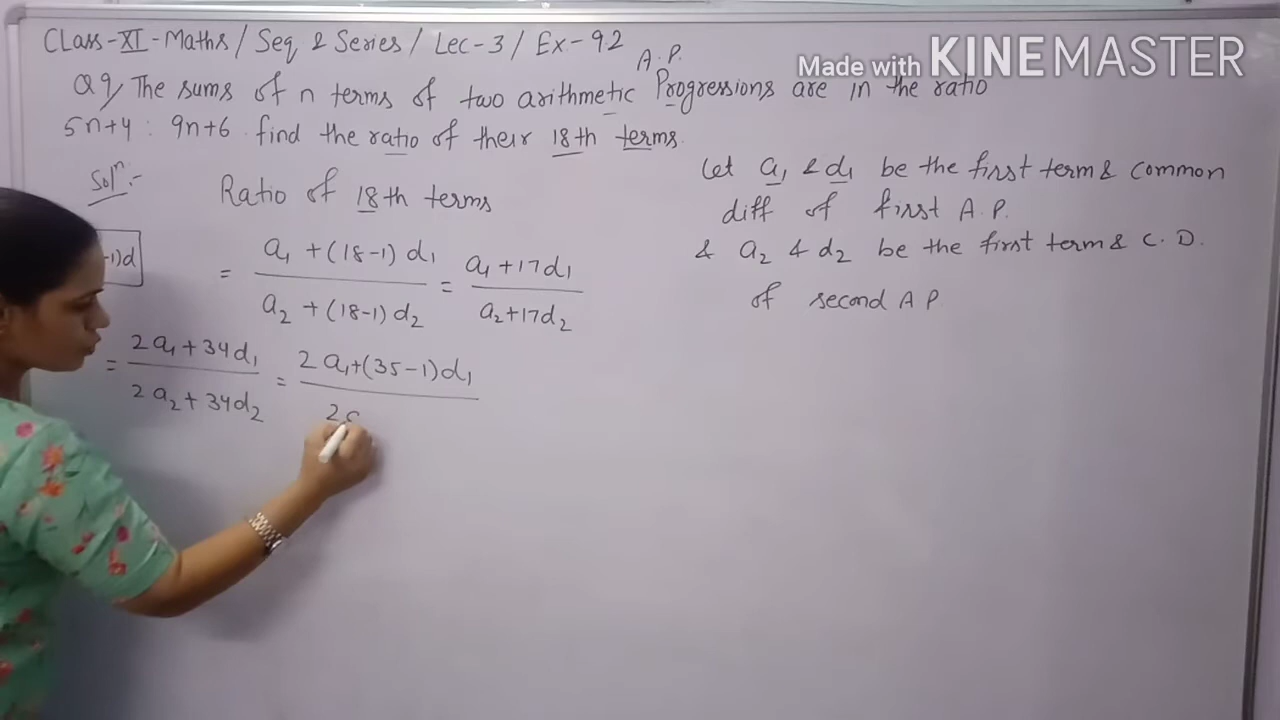 Class-XI-Maths / Seq & Series / Lec-3 / Ex-92
A.P.
Made with KINEMASTER
Q9, The sums of n terms of two arithmetic Progressions are in the ratio
5n+4 : 9n+6. find the ratio of their 18th terms.
Solⁿ:-
Ratio of 18th terms
-1)d
= a₁ + (18-1) d₁ / a₂ + (18-1) d₂ = a₁+17d₁ / a₂+17d₂
= 2a₁+34d₁ / 2a₂+34d₂ = 2a₁+(35-1)d₁ / 2a
Let a₁ & d₁ be the first term & common
diff of first A.P.
& a₂ & d₂ be the first term & C.D.
of second A P